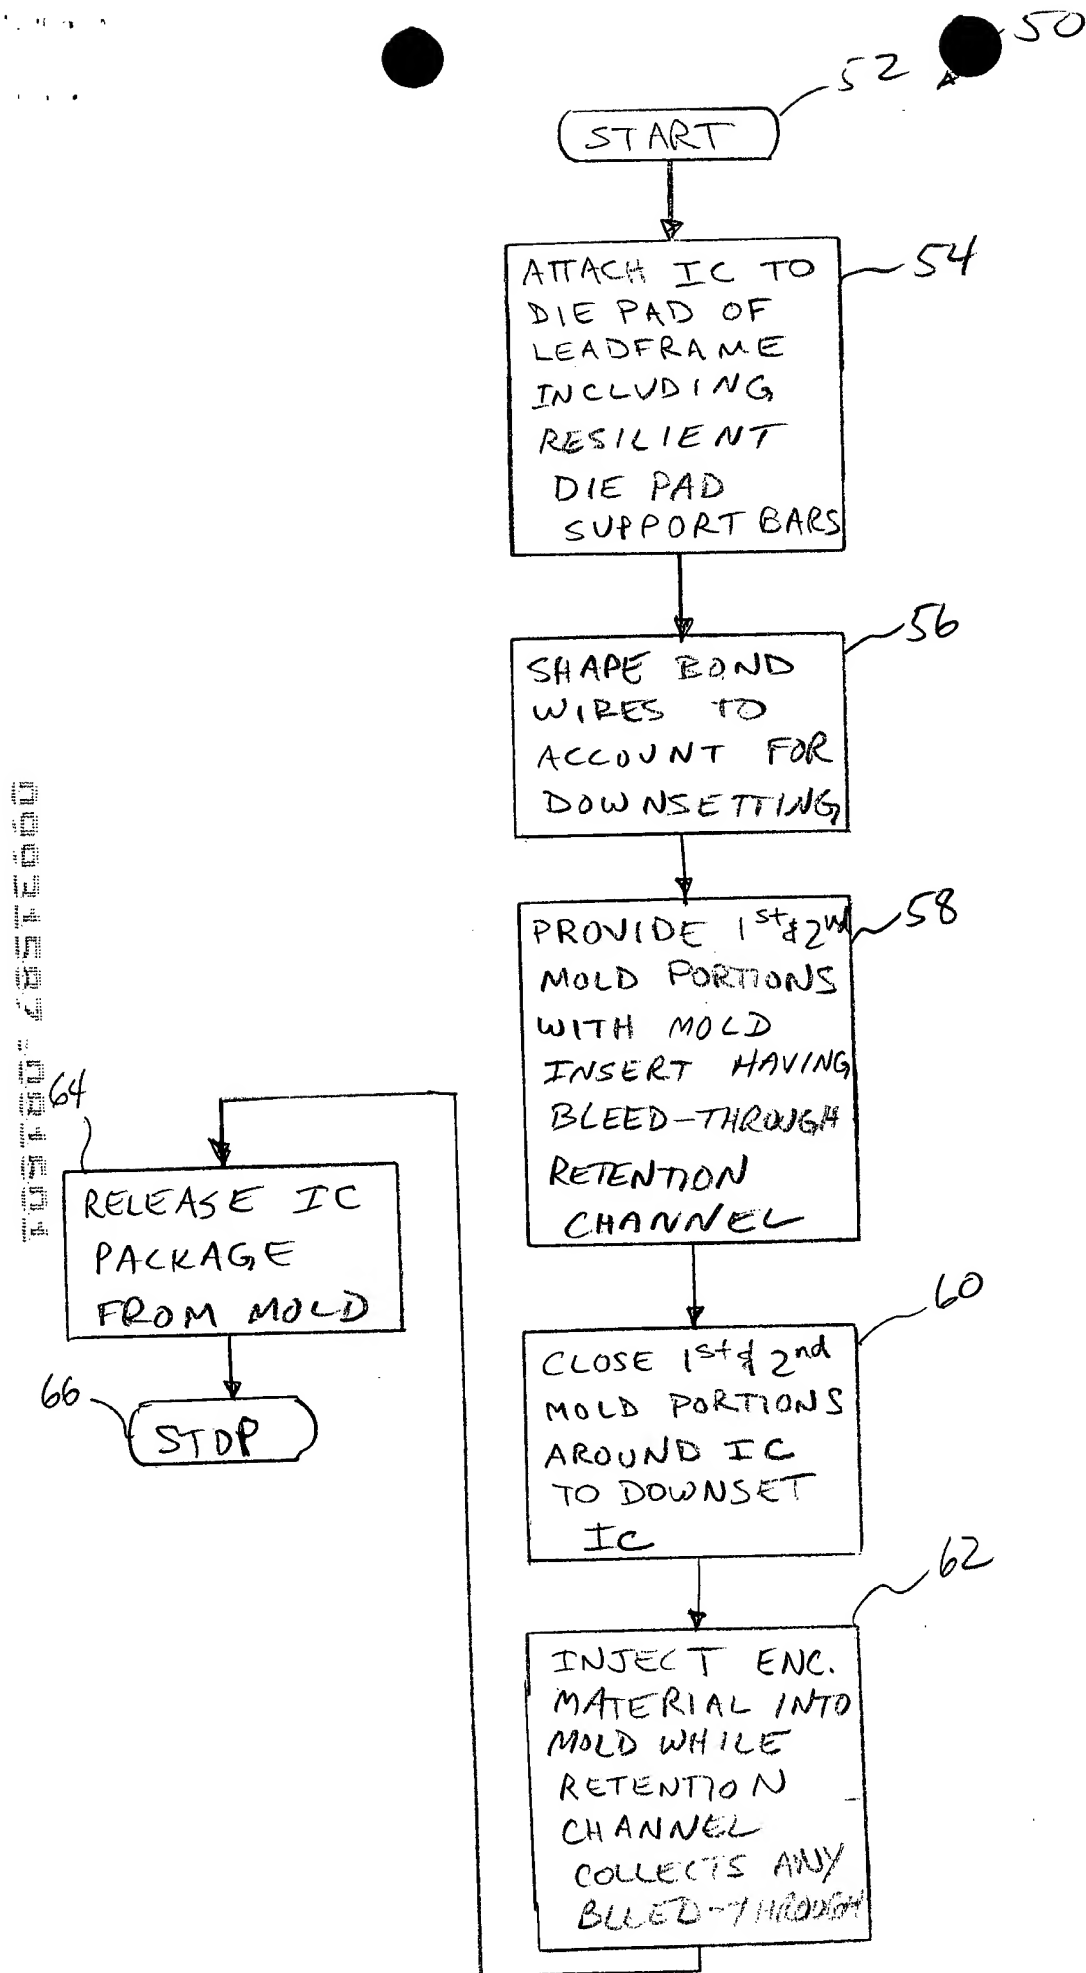 50
52
START
54
ATTACH IC TO
DIE PAD OF
LEADFRAME
INCLUDING
RESILIENT
DIE PAD
SUPPORT BARS
56
SHAPE BOND
WIRES TO
ACCOUNT FOR
DOWNSETTING
58
PROVIDE 1st & 2nd
MOLD PORTIONS
WITH MOLD
INSERT HAVING
BLEED-THROUGH
RETENTION
CHANNEL
60
CLOSE 1st & 2nd
MOLD PORTIONS
AROUND IC
TO DOWNSET
IC
62
INJECT ENC.
MATERIAL INTO
MOLD WHILE
RETENTION
CHANNEL
COLLECTS ANY
BLEED-THROUGH
64
RELEASE IC
PACKAGE
FROM MOLD
66
STOP
09931587.081501